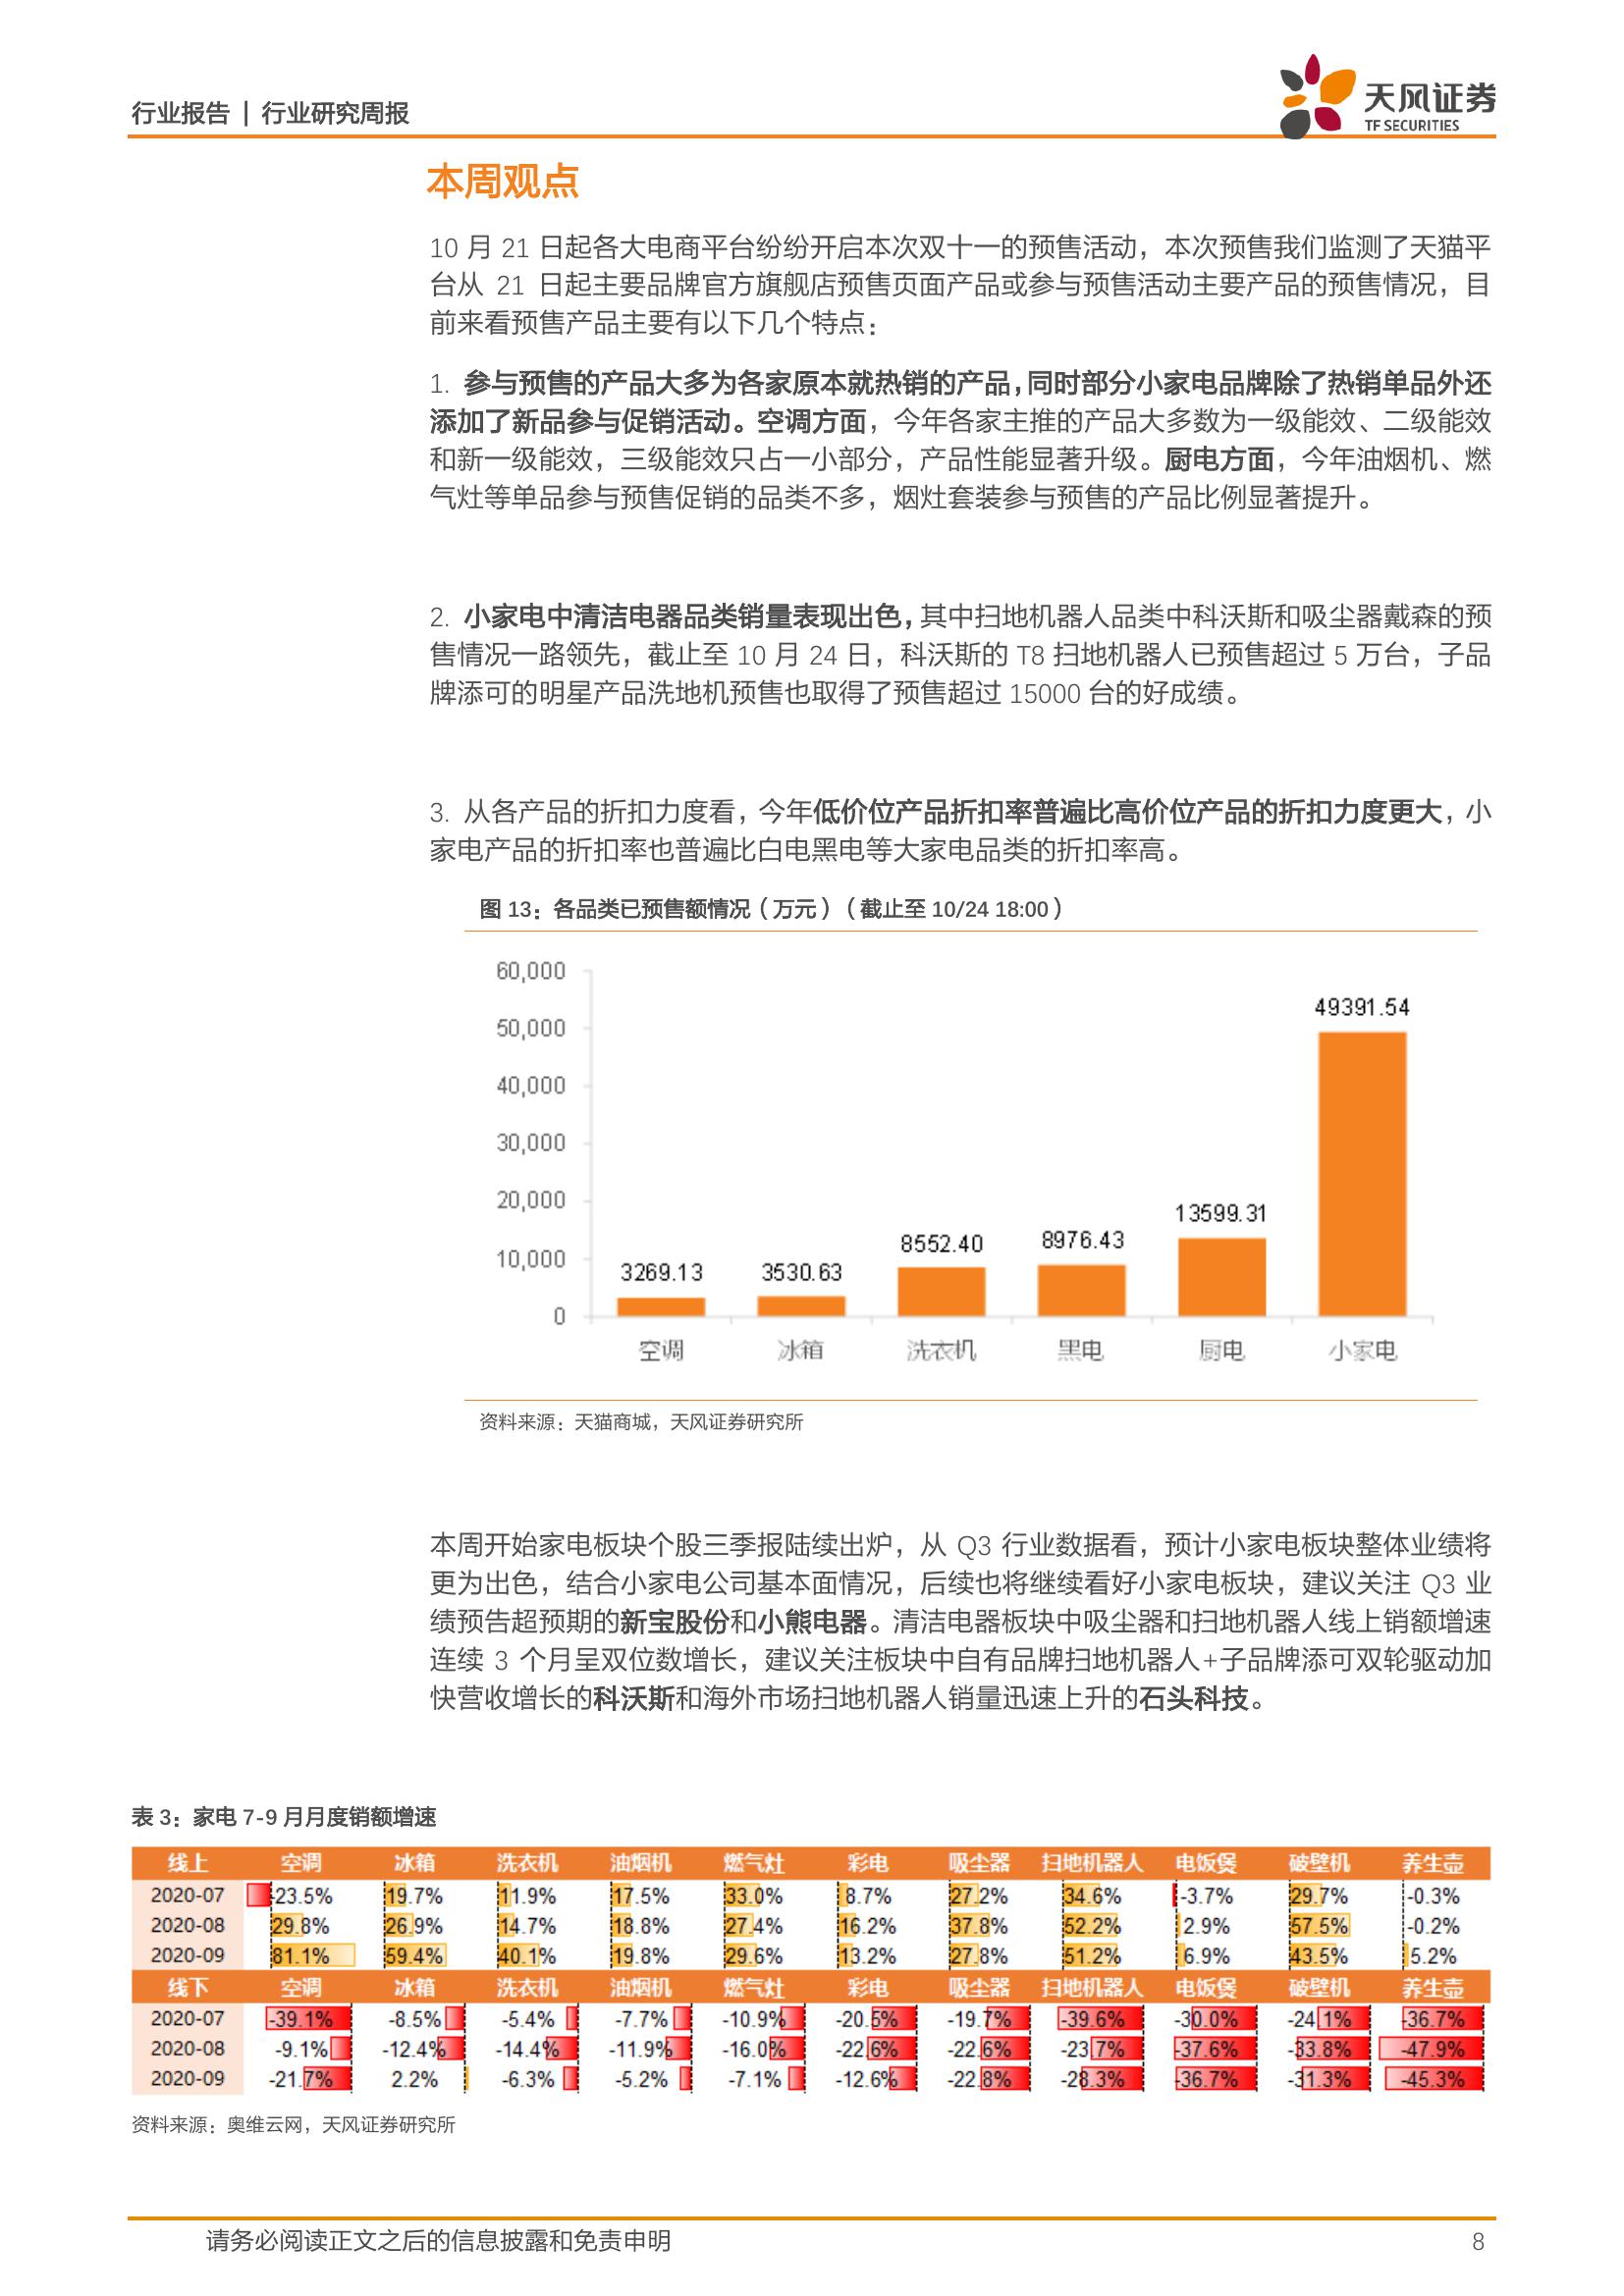 行业报告 | 行业研究周报
天风证券
TF SECURITIES
本周观点
10 月 21 日起各大电商平台纷纷开启本次双十一的预售活动，本次预售我们监测了天猫平
台从 21 日起主要品牌官方旗舰店预售页面产品或参与预售活动主要产品的预售情况，目
前来看预售产品主要有以下几个特点：
1. 参与预售的产品大多为各家原本就热销的产品，同时部分小家电品牌除了热销单品外还
添加了新品参与促销活动。空调方面，今年各家主推的产品大多数为一级能效、二级能效
和新一级能效，三级能效只占一小部分，产品性能显著升级。厨电方面，今年油烟机、燃
气灶等单品参与预售促销的品类不多，烟灶套装参与预售的产品比例显著提升。
2. 小家电中清洁电器品类销量表现出色，其中扫地机器人品类中科沃斯和吸尘器戴森的预
售情况一路领先，截止至 10 月 24 日，科沃斯的 T8 扫地机器人已预售超过 5 万台，子品
牌添可的明星产品洗地机预售也取得了预售超过 15000 台的好成绩。
3. 从各产品的折扣力度看，今年低价位产品折扣率普遍比高价位产品的折扣力度更大，小
家电产品的折扣率也普遍比白电黑电等大家电品类的折扣率高。
图 13：各品类已预售额情况（万元）（截止至 10/24 18:00）
60,000
50,000
40,000
30,000
20,000
10,000
0
3269.13
3530.63
8552.40
8976.43
13599.31
49391.54
空调 冰箱 洗衣机 黑电 厨电 小家电
资料来源：天猫商城，天风证券研究所
本周开始家电板块个股三季报陆续出炉，从 Q3 行业数据看，预计小家电板块整体业绩将
更为出色，结合小家电公司基本面情况，后续也将继续看好小家电板块，建议关注 Q3 业
绩预告超预期的新宝股份和小熊电器。清洁电器板块中吸尘器和扫地机器人线上销额增速
连续 3 个月呈双位数增长，建议关注板块中自有品牌扫地机器人+子品牌添可双轮驱动加
快营收增长的科沃斯和海外市场扫地机器人销量迅速上升的石头科技。
表 3：家电 7-9 月月度销额增速
线上 空调 冰箱 洗衣机 油烟机 燃气灶 彩电 吸尘器 扫地机器人 电饭煲 破壁机 养生壶
2020-07 -23.5% 19.7% 11.9% 17.5% 33.0% 8.7% 27.2% 34.6% -3.7% 29.7% -0.3%
2020-08 29.8% 26.9% 14.7% 18.8% 27.4% 16.2% 37.8% 52.2% 2.9% 57.5% -0.2%
2020-09 81.1% 59.4% 40.1% 19.8% 29.6% 13.2% 27.8% 51.2% 6.9% 43.5% 5.2%
线下 空调 冰箱 洗衣机 油烟机 燃气灶 彩电 吸尘器 扫地机器人 电饭煲 破壁机 养生壶
2020-07 -39.1% -8.5% -5.4% -7.7% -10.9% -20.5% -19.7% -39.6% -30.0% -24.1% -36.7%
2020-08 -9.1% -12.4% -14.4% -11.9% -16.0% -22.6% -22.6% -23.7% -37.6% -33.8% -47.9%
2020-09 -21.7% 2.2% -6.3% -5.2% -7.1% -12.6% -22.8% -28.3% -36.7% -31.3% -45.3%
资料来源：奥维云网，天风证券研究所
请务必阅读正文之后的信息披露和免责申明
8